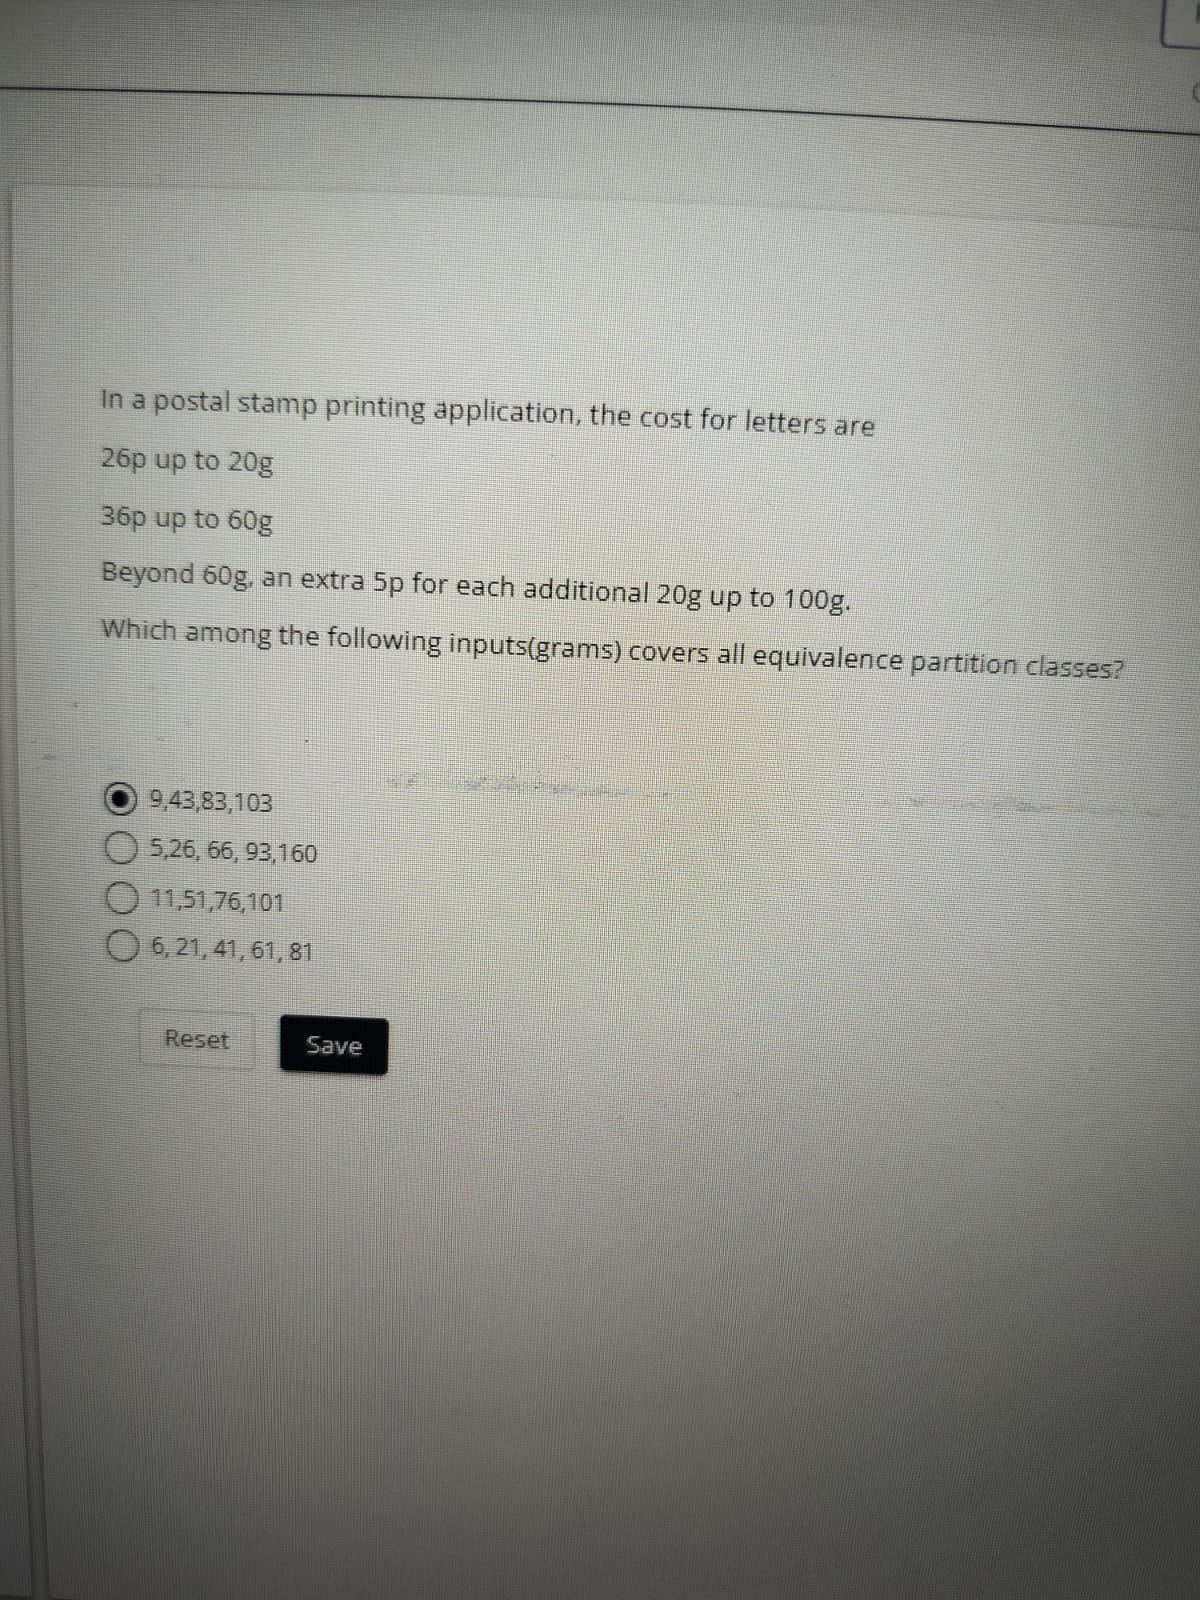 In a postal stamp printing application, the cost for letters are
26p up to 20g
36p up to 60g
Beyond 60g, an extra 5p for each additional 20g up to 100g.
Which among the following inputs(grams) covers all equivalence partition classes?
9,43,83,103
5,26, 66, 93,160
11,51,76,101
6, 21, 41, 61, 81
Reset
Save